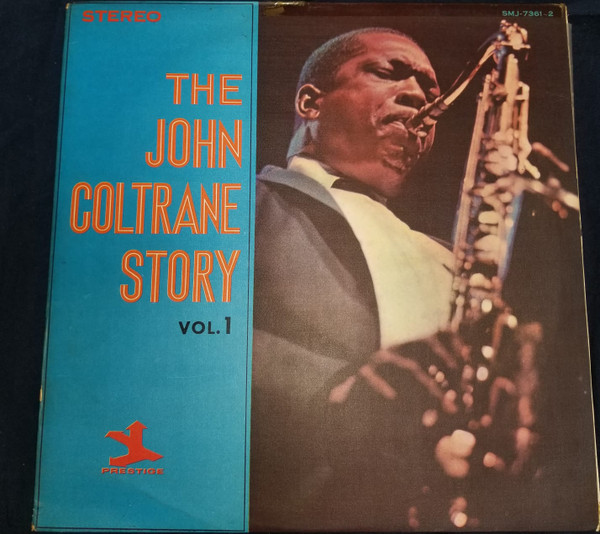 STEREO
SMJ-7361~2
THE
JOHN
COLTRANE
STORY
VOL.1
PRESTIGE